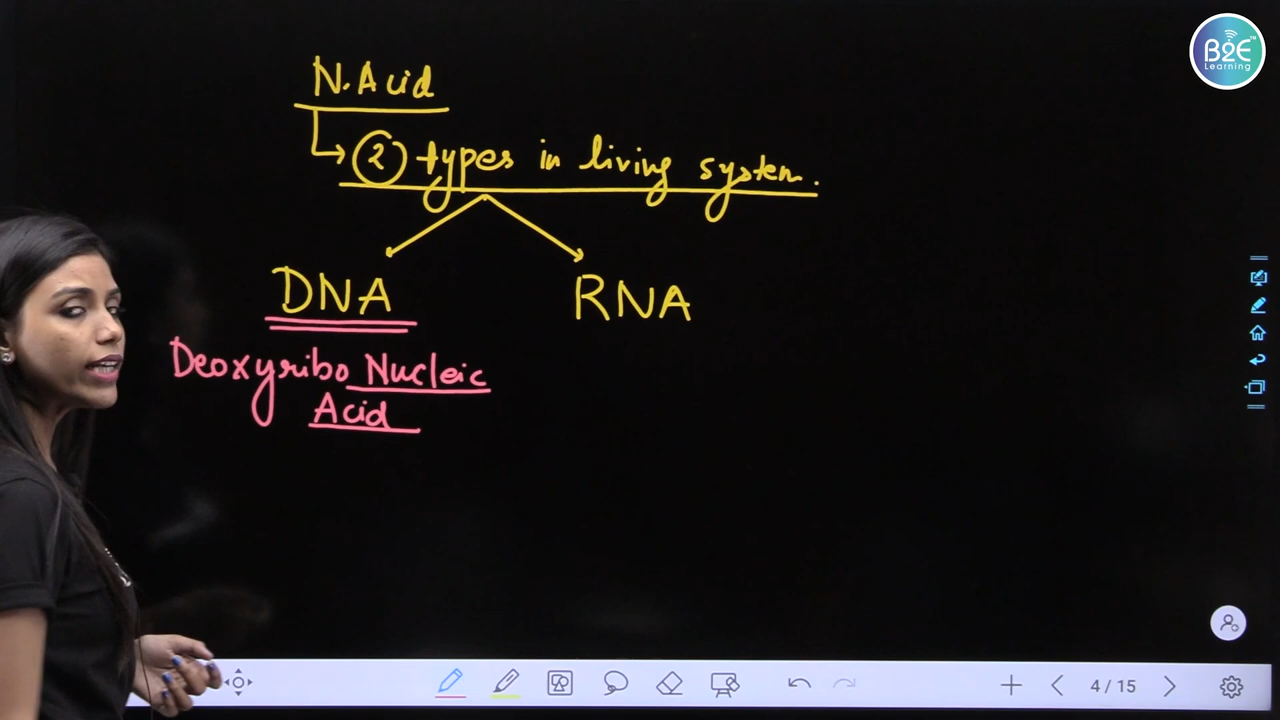 B2E
Learning
N.Acid
2 types in living system.
DNA
RNA
Deoxyribo Nucleic
Acid
4 / 15